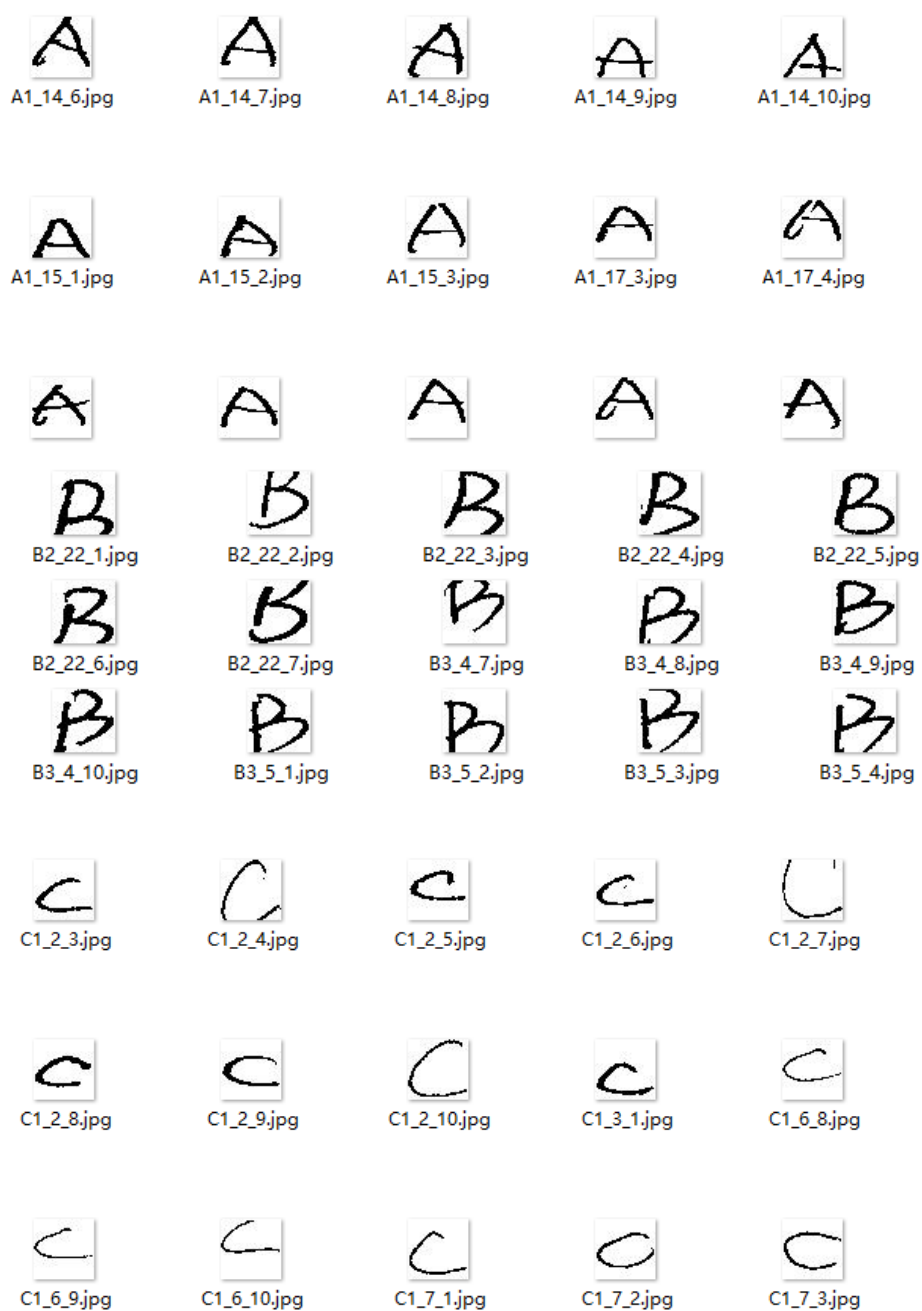 A A A A A
A1_14_6.jpg A1_14_7.jpg A1_14_8.jpg A1_14_9.jpg A1_14_10.jpg
A A A A A
A1_15_1.jpg A1_15_2.jpg A1_15_3.jpg A1_17_3.jpg A1_17_4.jpg
A A A A A
B B B B B
B2_22_1.jpg B2_22_2.jpg B2_22_3.jpg B2_22_4.jpg B2_22_5.jpg
B B B B B
B2_22_6.jpg B2_22_7.jpg B3_4_7.jpg B3_4_8.jpg B3_4_9.jpg
B B B B B
B3_4_10.jpg B3_5_1.jpg B3_5_2.jpg B3_5_3.jpg B3_5_4.jpg
C C C C C
C1_2_3.jpg C1_2_4.jpg C1_2_5.jpg C1_2_6.jpg C1_2_7.jpg
C C C C C
C1_2_8.jpg C1_2_9.jpg C1_2_10.jpg C1_3_1.jpg C1_6_8.jpg
C C C C C
C1_6_9.jpg C1_6_10.jpg C1_7_1.jpg C1_7_2.jpg C1_7_3.jpg